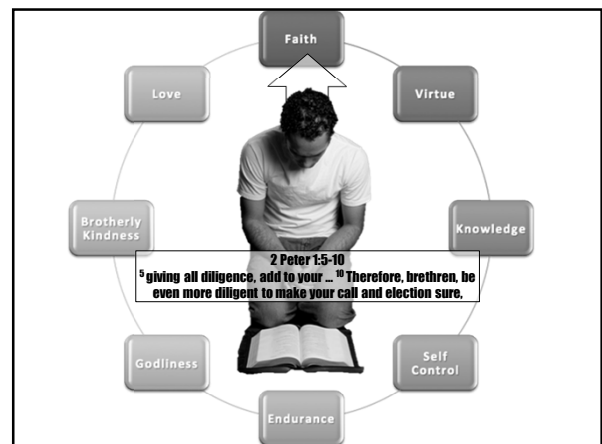 Faith
Virtue
Knowledge
Self
Control
Endurance
Godliness
Brotherly
Kindness
Love
2 Peter 1:5-10
5 giving all diligence, add to your ... 10 Therefore, brethren, be
even more diligent to make your call and election sure,